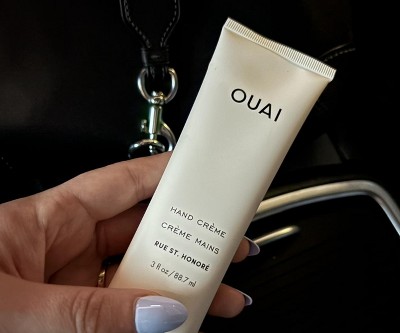 OUAI
HAND CRÈME
CRÈME MAINS
RUE ST. HONORÉ
3 fl oz / 88.7 ml